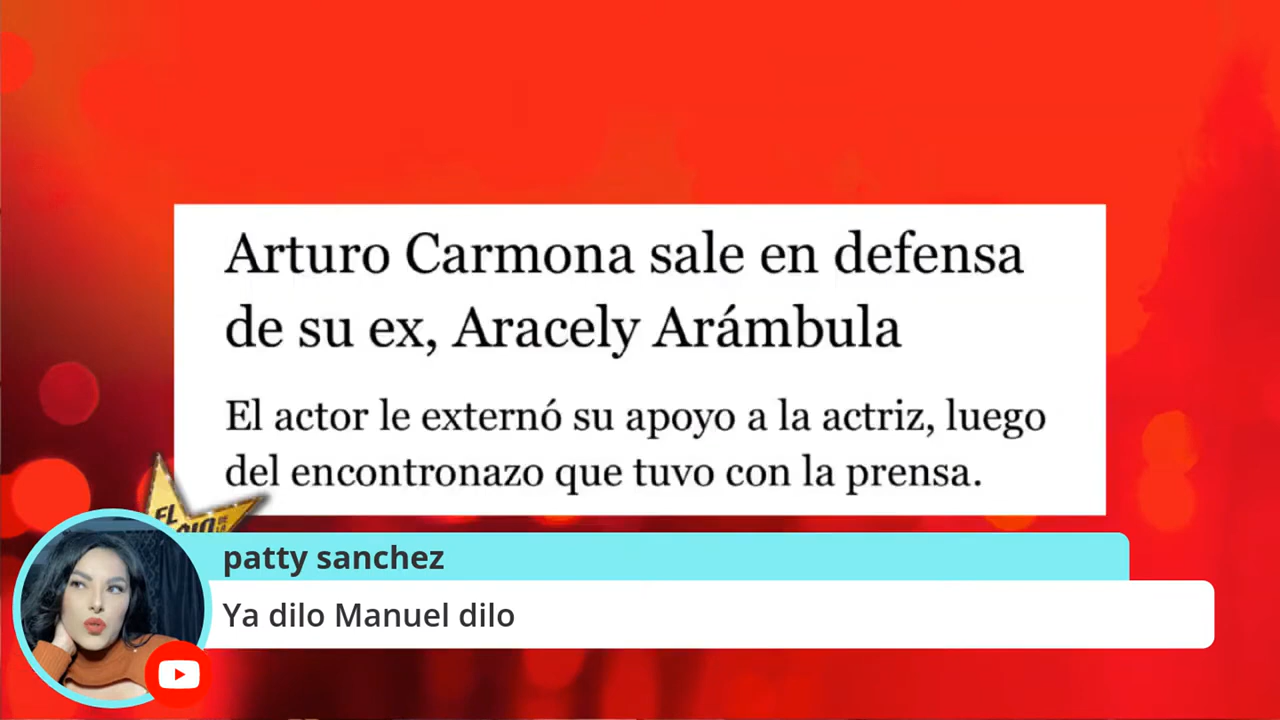 Arturo Carmona sale en defensa
de su ex, Aracely Arámbula
El actor le externó su apoyo a la actriz, luego
del encontronazo que tuvo con la prensa.
EL
patty sanchez
Ya dilo Manuel dilo